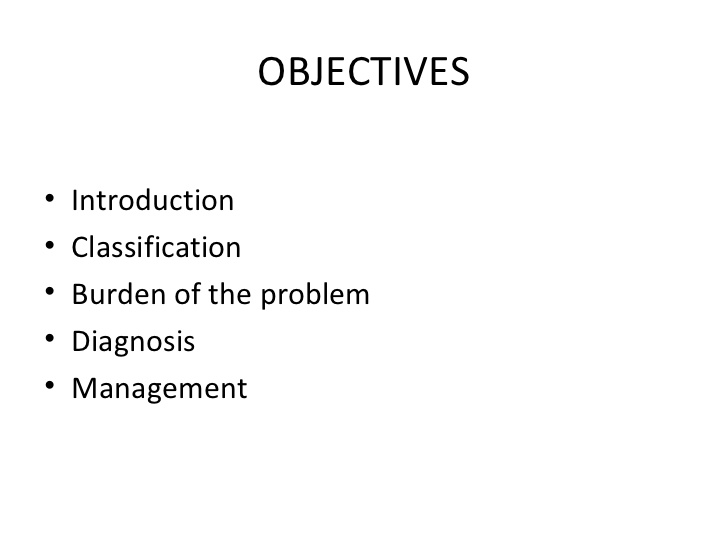 OBJECTIVES
• Introduction
• Classification
• Burden of the problem
• Diagnosis
• Management